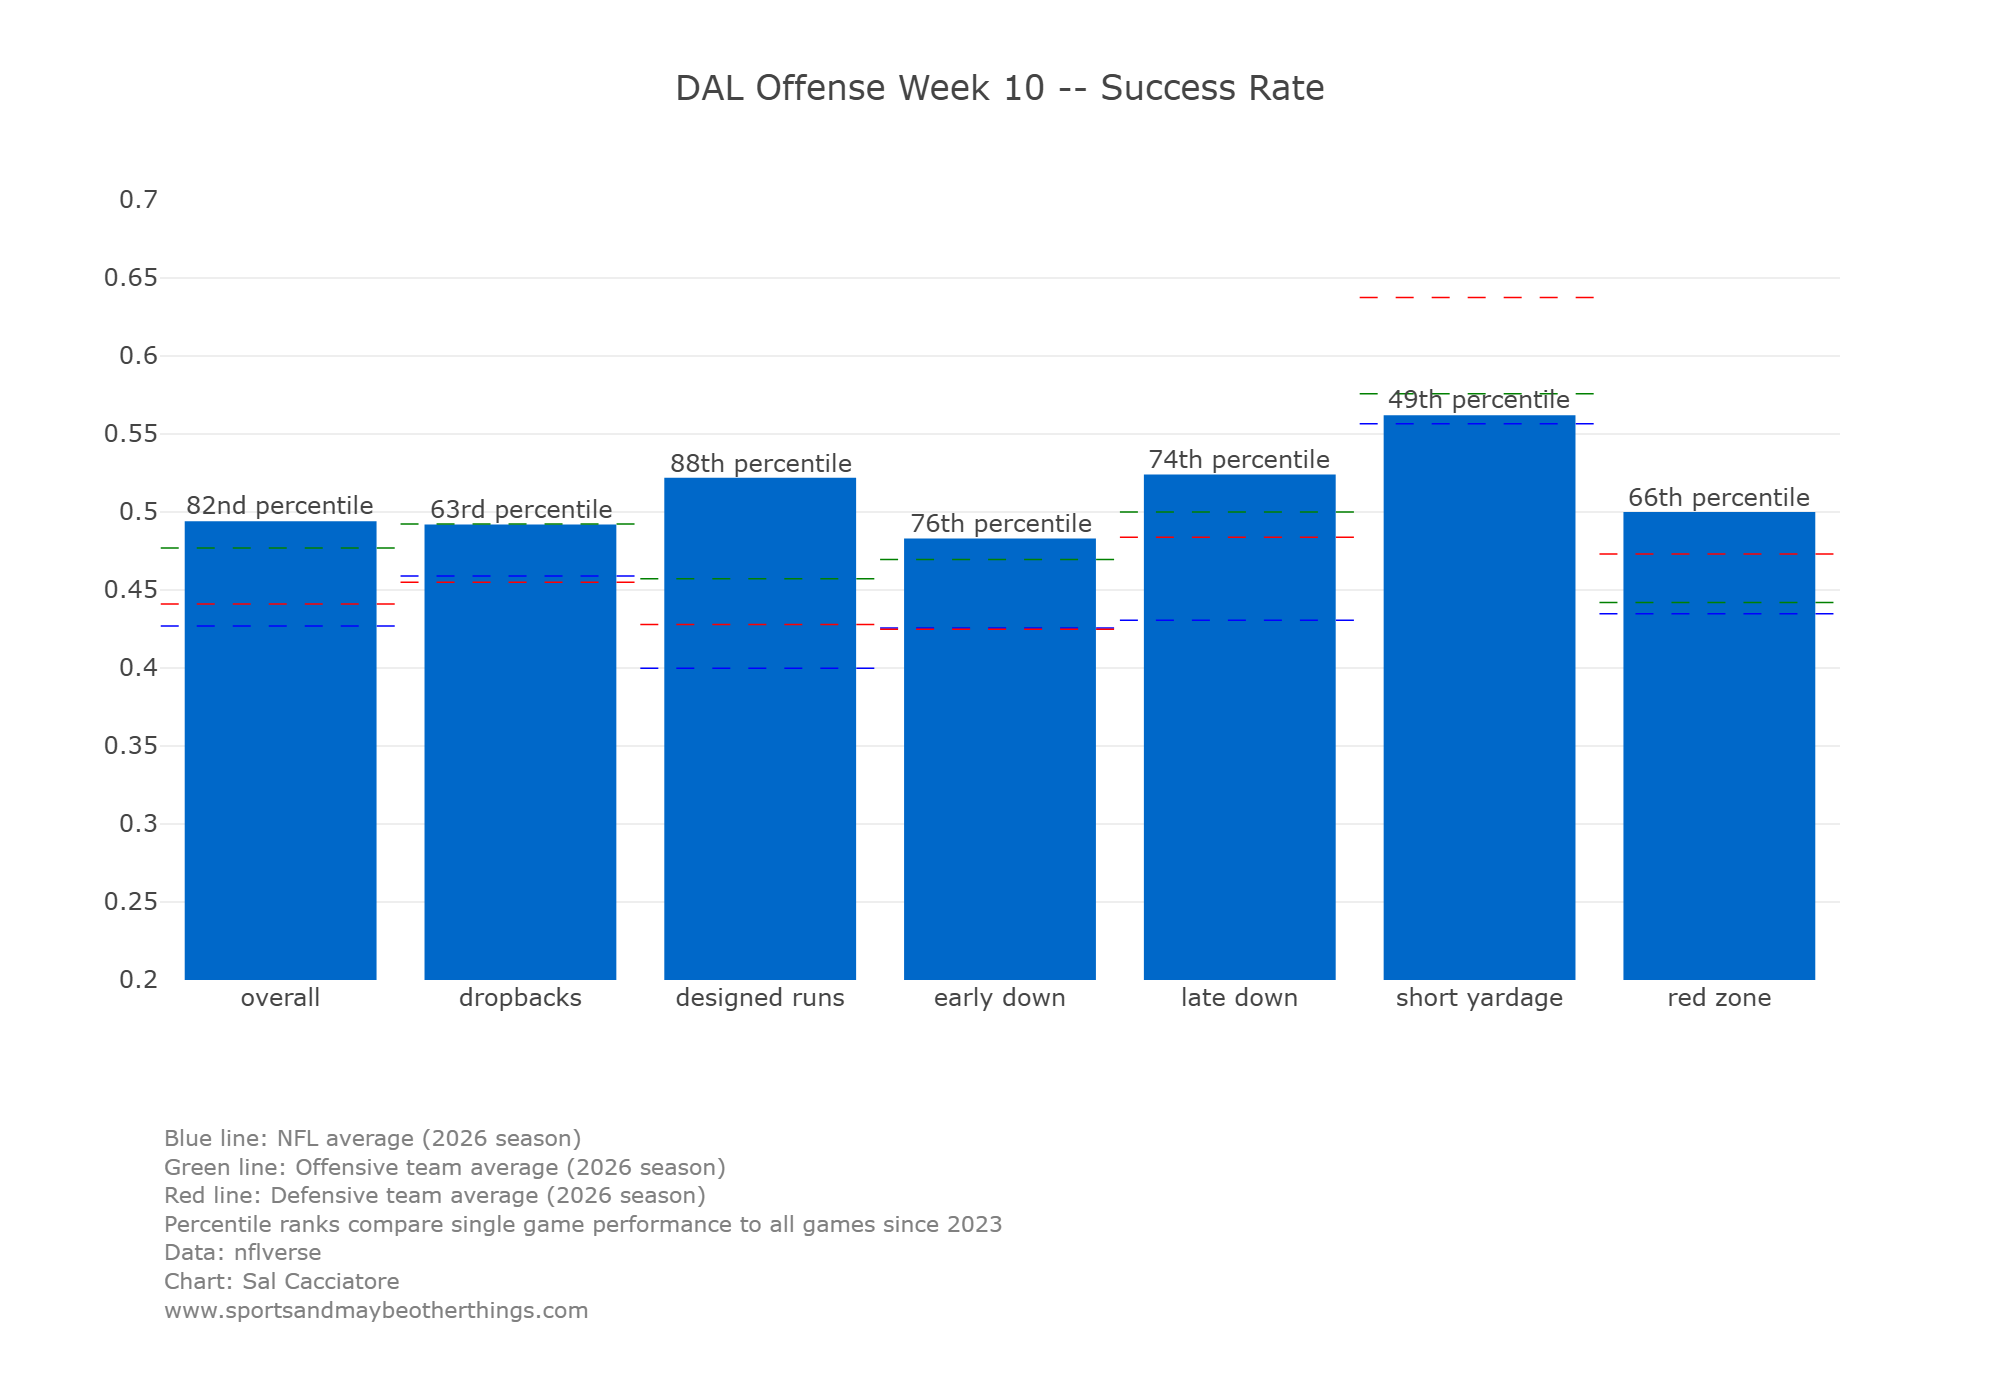 DAL Offense Week 10 -- Success Rate
0.7
0.65
0.6
0.55
0.5
0.45
0.4
0.35
0.3
0.25
0.2
82nd percentile
63rd percentile
88th percentile
76th percentile
74th percentile
49th percentile
66th percentile
overall
dropbacks
designed runs
early down
late down
short yardage
red zone
Blue line: NFL average (2026 season)
Green line: Offensive team average (2026 season)
Red line: Defensive team average (2026 season)
Percentile ranks compare single game performance to all games since 2023
Data: nflverse
Chart: Sal Cacciatore
www.sportsandmaybeotherthings.com